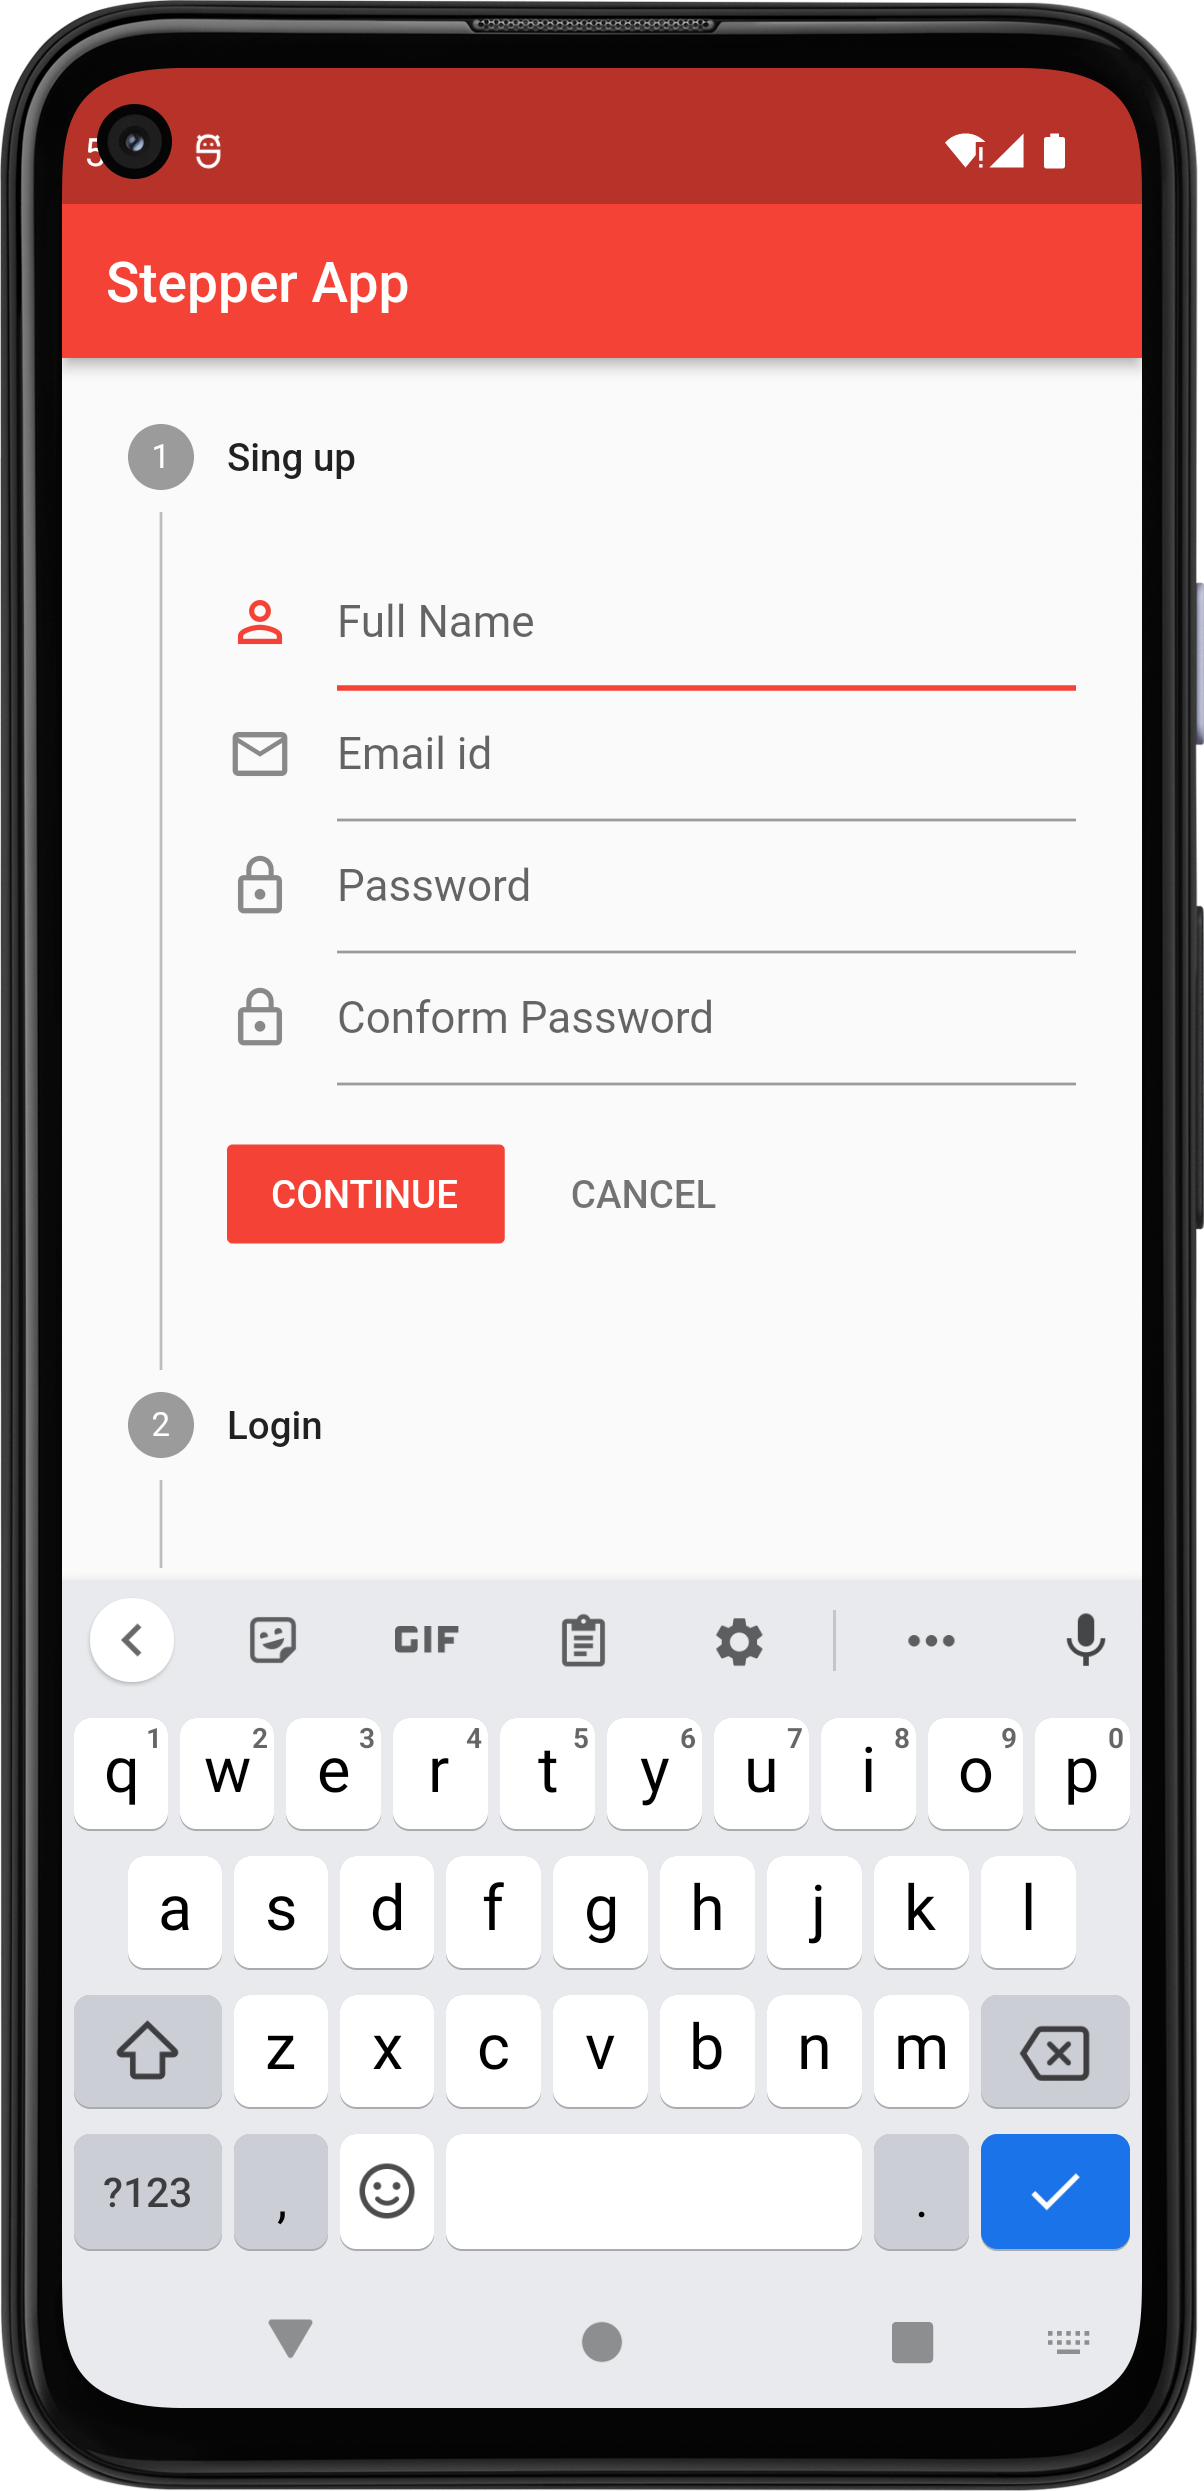 5
Stepper App
1 Sing up
Full Name
Email id
Password
Conform Password
CONTINUE CANCEL
2 Login
GIF
1 2 3 4 5 6 7 8 9 0
q w e r t y u i o p
a s d f g h j k l
z x c v b n m
?123 , .